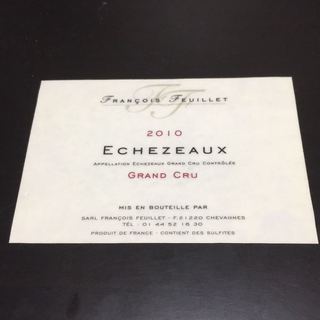 FF
FRANÇOIS FEUILLET
2010
ECHEZEAUX
APPELLATION ECHEZEAUX GRAND CRU CONTRÔLÉE
GRAND CRU
MIS EN BOUTEILLE PAR
SARL FRANÇOIS FEUILLET - F.21220 CHEVANNES
TÉL - 01 44 52 16 30
PRODUIT DE FRANCE - CONTIENT DES SULFITES